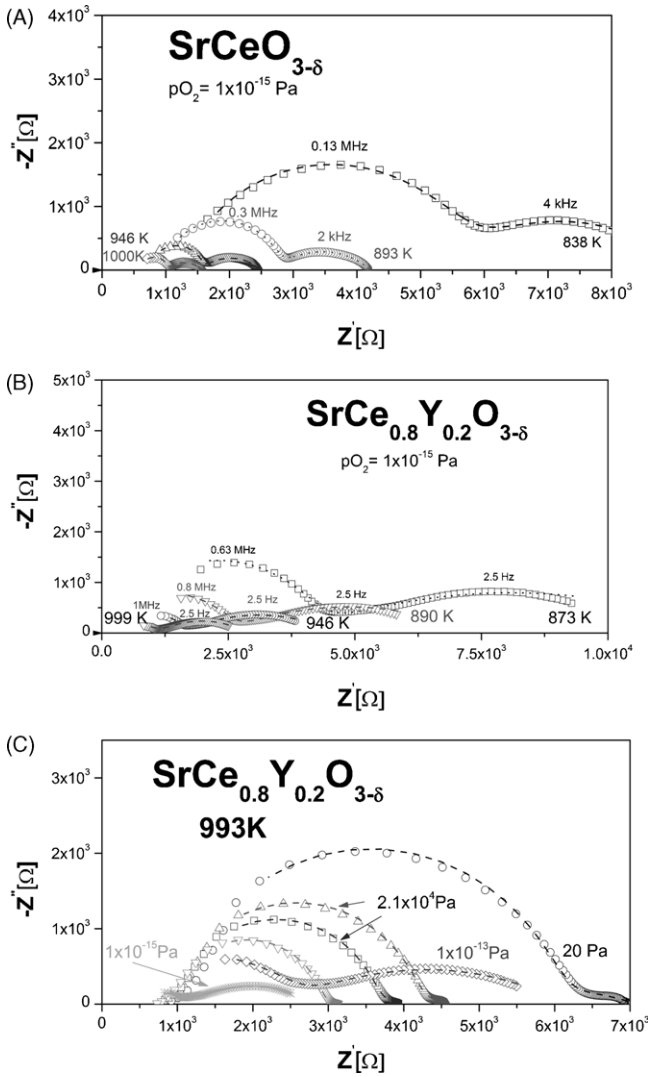 (A)
4x10³
SrCeO₃₋δ
pO₂= 1x10⁻¹⁵ Pa
3x10³
-Z"[Ω]
2x10³
0.13 MHz
1x10³
0.3 MHz
4 kHz
946 K
2 kHz
1000K
893 K
838 K
0
0 1x10³ 2x10³ 3x10³ 4x10³ 5x10³ 6x10³ 7x10³ 8x10³
Z'[Ω]
(B)
5x10³
SrCe₀.₈Y₀.₂O₃₋δ
4x10³
pO₂= 1x10⁻¹⁵ Pa
3x10³
-Z"[Ω]
2x10³
0.63 MHz
1x10³
0.8 MHz
2.5 Hz
2.5 Hz
2.5 Hz
1MHz
2.5 Hz
999 K
946 K
890 K
873 K
0
0.0 2.5x10³ 5.0x10³ 7.5x10³ 1.0x10⁴
Z'[Ω]
(C)
SrCe₀.₈Y₀.₂O₃₋δ
3x10³
993K
-Z"[Ω]
2x10³
2.1x10⁴Pa
1x10³
1x10⁻¹⁵Pa
1x10⁻¹³Pa
20 Pa
0
0 1x10³ 2x10³ 3x10³ 4x10³ 5x10³ 6x10³ 7x10³
Z'[Ω]